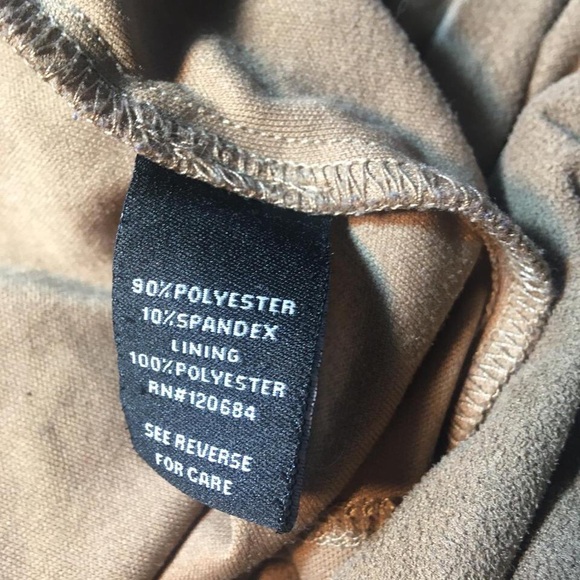 90%POLYESTER
10%SPANDEX
LINING
100%POLYESTER
RN#120684
SEE REVERSE
FOR CARE